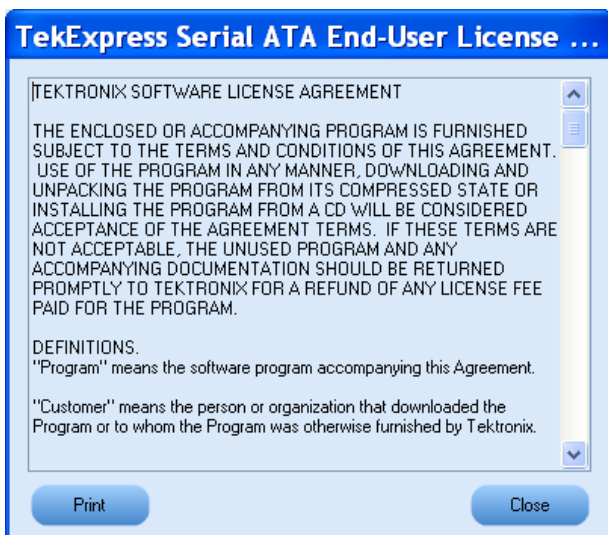 TekExpress Serial ATA End-User License ...
TEKTRONIX SOFTWARE LICENSE AGREEMENT
THE ENCLOSED OR ACCOMPANYING PROGRAM IS FURNISHED
SUBJECT TO THE TERMS AND CONDITIONS OF THIS AGREEMENT.
USE OF THE PROGRAM IN ANY MANNER, DOWNLOADING AND
UNPACKING THE PROGRAM FROM ITS COMPRESSED STATE OR
INSTALLING THE PROGRAM FROM A CD WILL BE CONSIDERED
ACCEPTANCE OF THE AGREEMENT TERMS.  IF THESE TERMS ARE
NOT ACCEPTABLE, THE UNUSED PROGRAM AND ANY
ACCOMPANYING DOCUMENTATION SHOULD BE RETURNED
PROMPTLY TO TEKTRONIX FOR A REFUND OF ANY LICENSE FEE
PAID FOR THE PROGRAM.
DEFINITIONS.
"Program" means the software program accompanying this Agreement.
"Customer" means the person or organization that downloaded the
Program or to whom the Program was otherwise furnished by Tektronix.
Print
Close